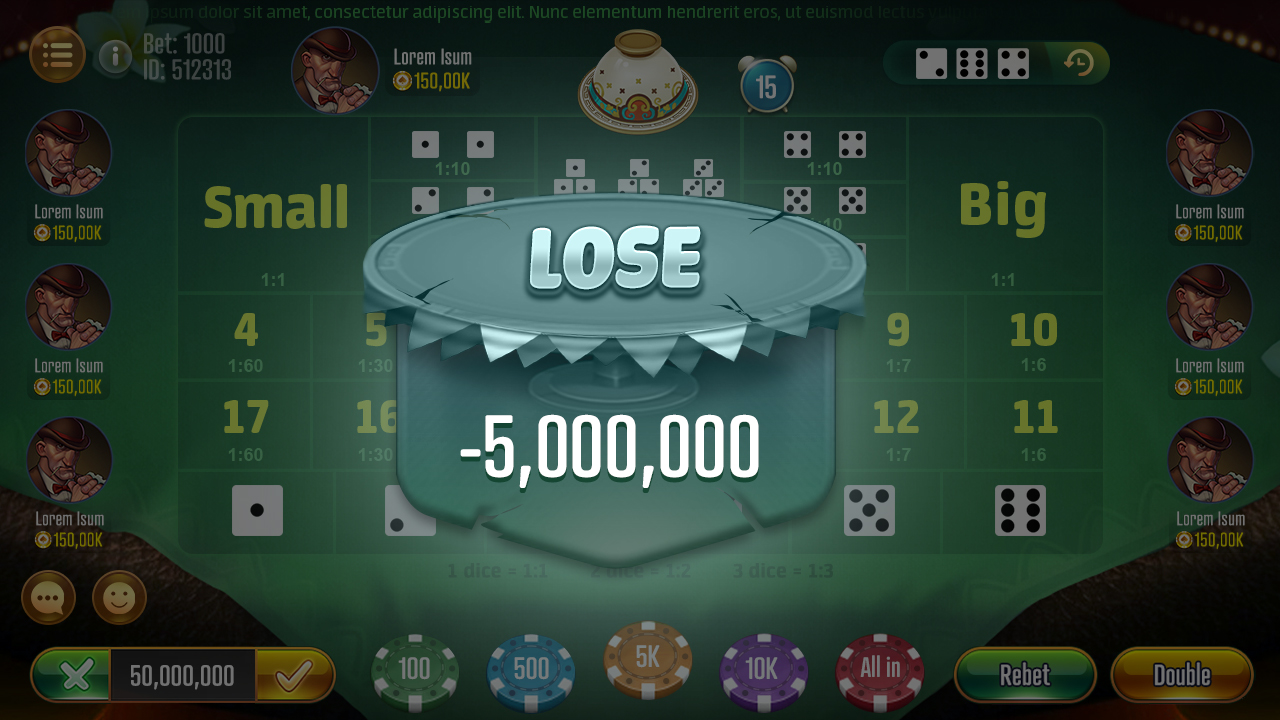 ipsum dolor sit amet, consectetur adipiscing elit. Nunc elementum hendrerit eros, ut euismod lectus
Bet: 1000
ID: 512313
Lorem Isum
150,00K
15
Lorem Isum
150,00K
Lorem Isum
150,00K
Small
1:1
1:10
1:10
Big
1:1
LOSE
-5,000,000
4
1:60
5
1:30
9
1:7
10
1:6
Lorem Isum
150,00K
Lorem Isum
150,00K
17
1:60
16
1:30
12
1:7
11
1:6
Lorem Isum
150,00K
Lorem Isum
150,00K
1 dice = 1:1
2 dice = 1:2
3 dice = 1:3
50,000,000
100
500
5K
10K
All in
Rebet
Double